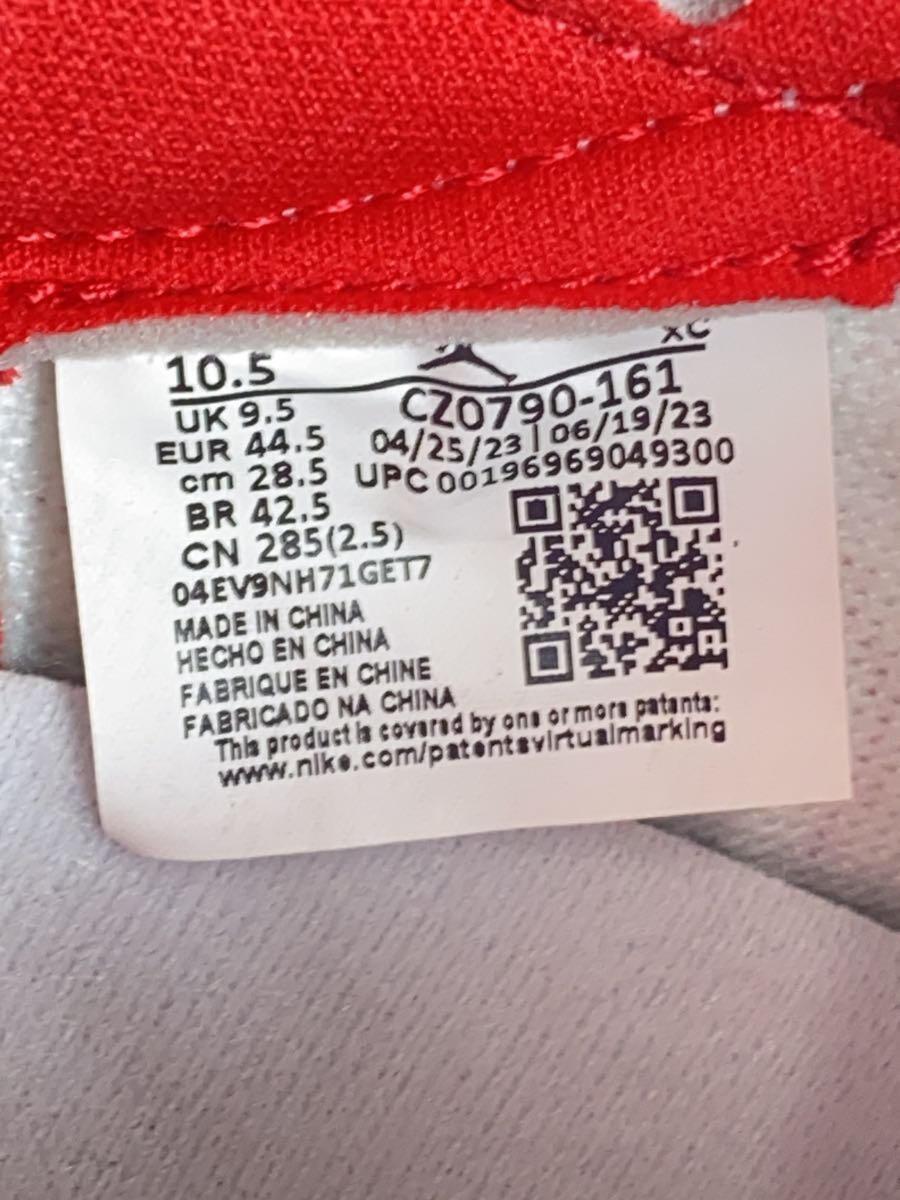 XC
10.5
CZ0790-161
UK 9.5
04/25/23 | 06/19/23
EUR 44.5
UPC 00196969049300
cm 28.5
BR 42.5
CN 285(2.5)
04EV9NH71GET7
MADE IN CHINA
HECHO EN CHINA
FABRIQUE EN CHINE
FABRICADO NA CHINA
This product is covered by one or more patents:
www.nike.com/patentsvirtualmarking